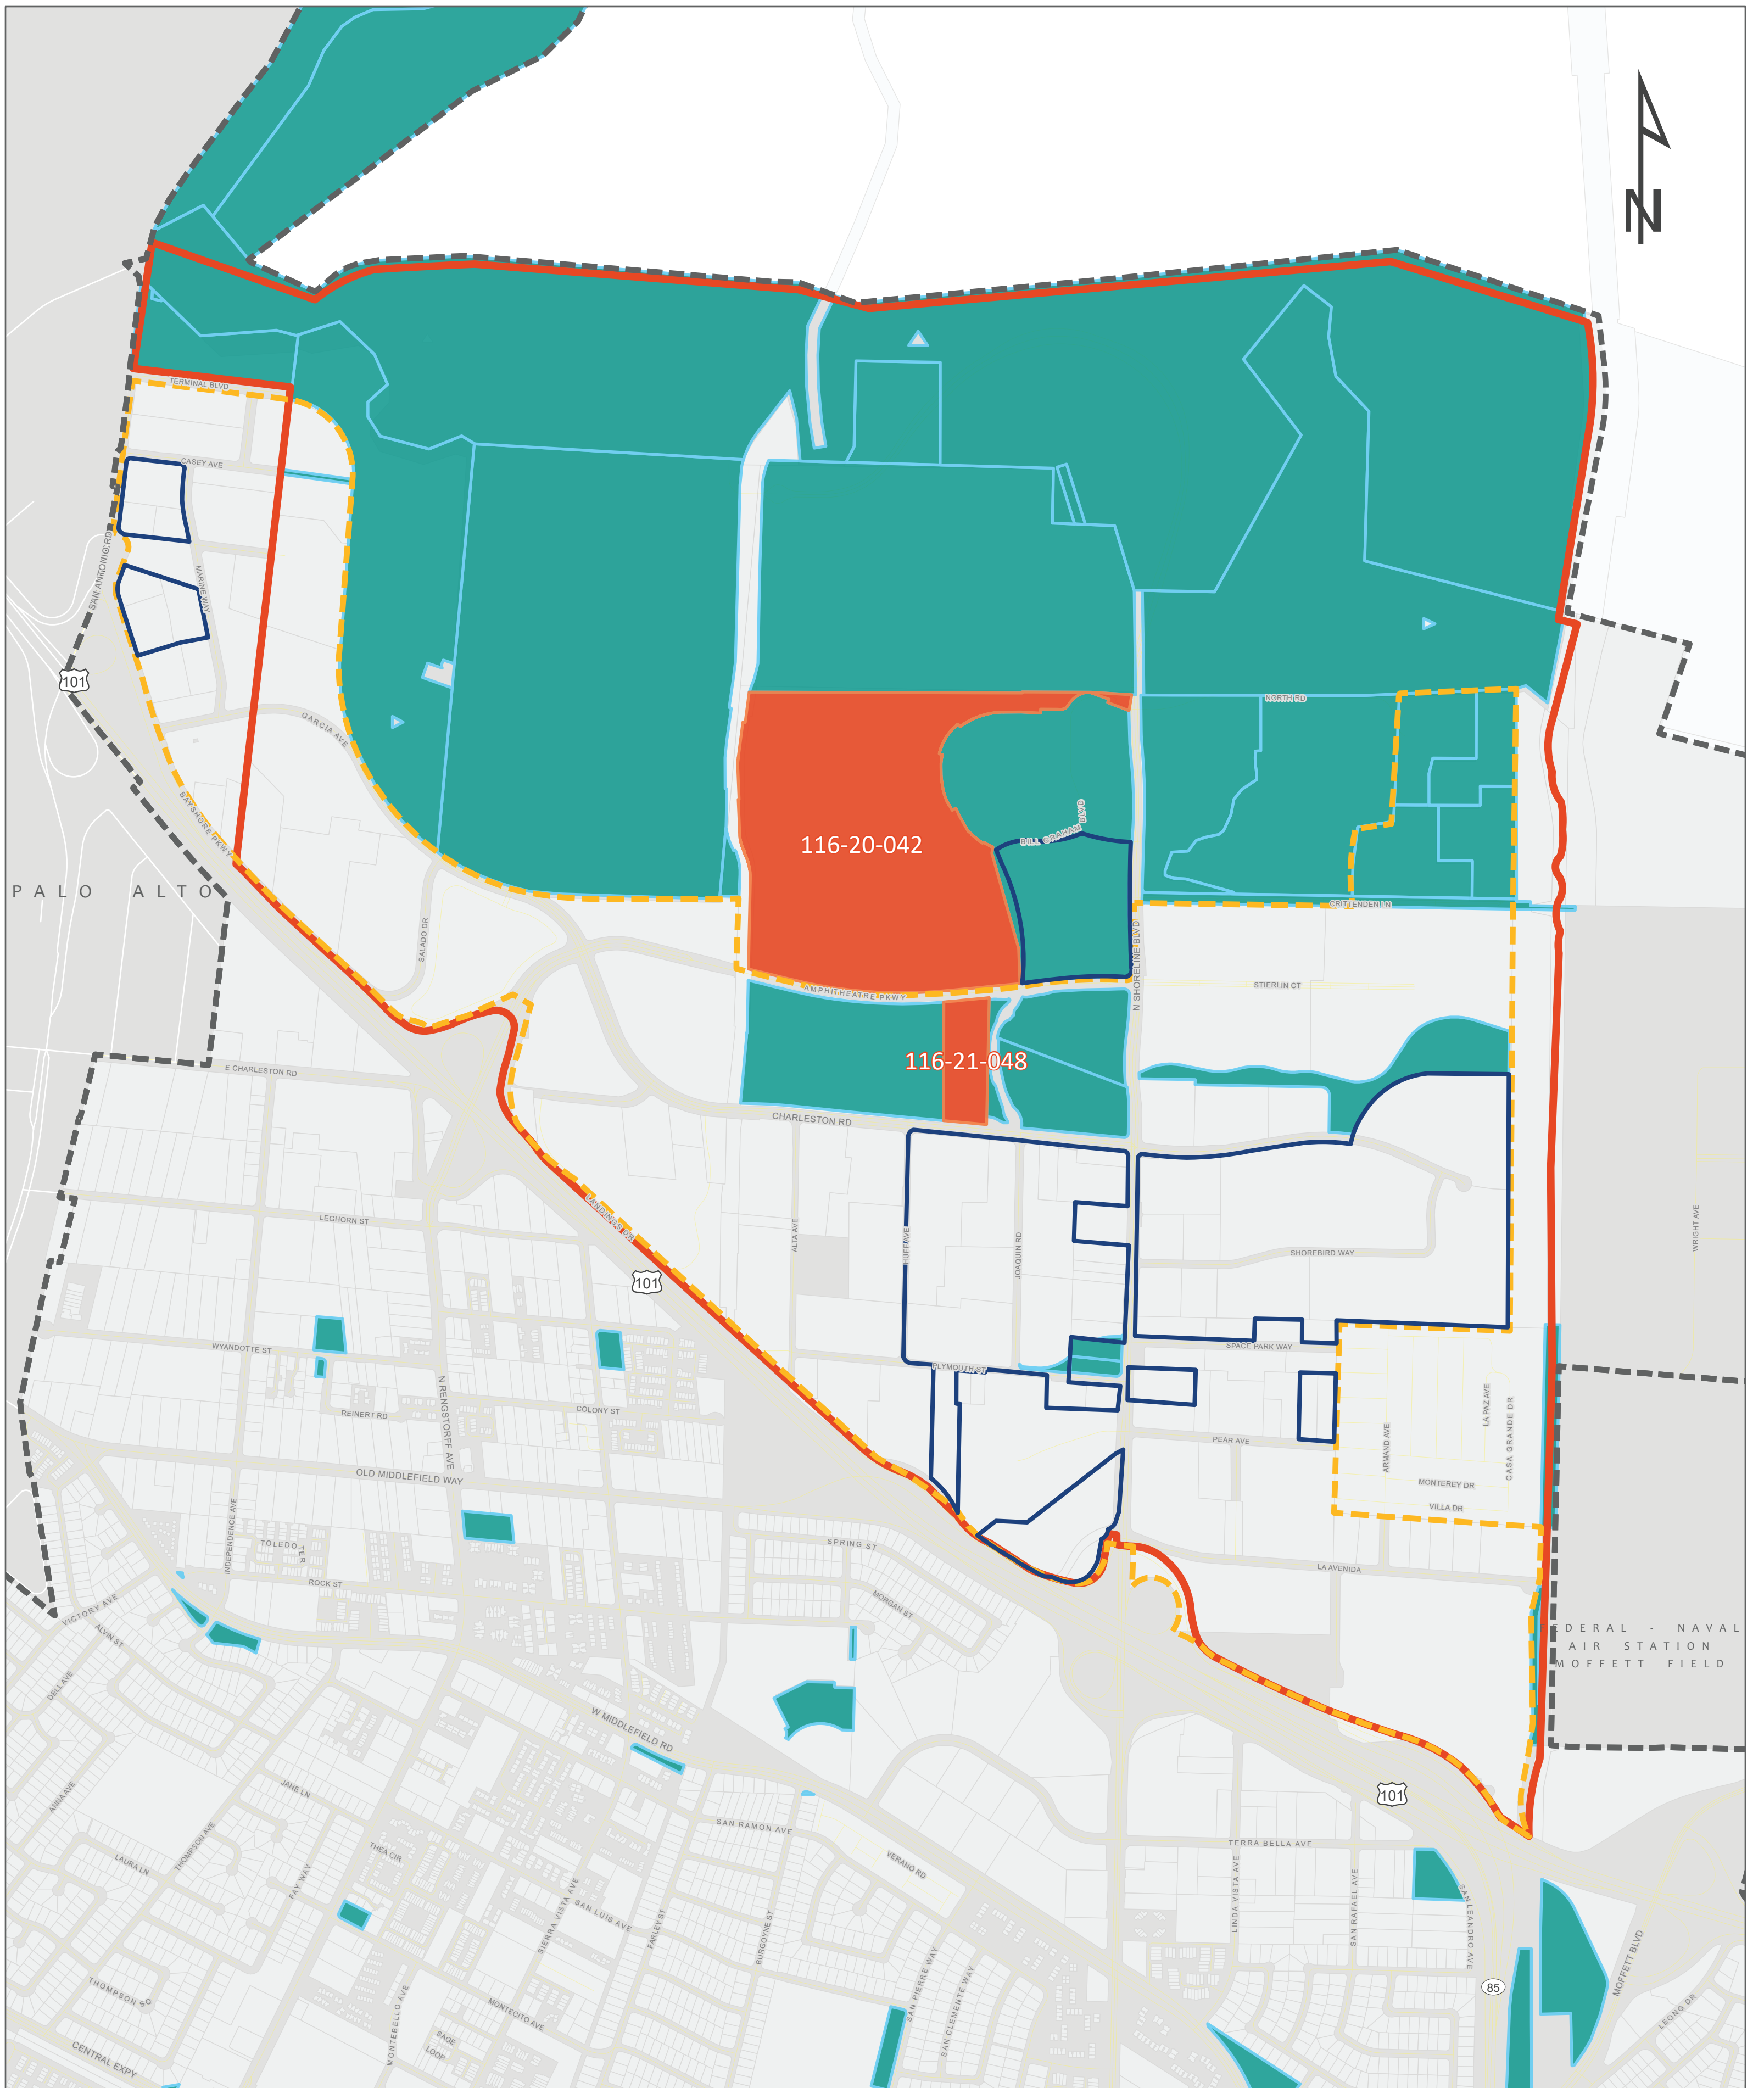 N
TERMINAL BLVD
CASEY AVE
SAN ANTONIO RD
MARINE WAY
101
GARCIA AVE
NORTH RD
BAYSHORE PKWY
116-20-042
BILL GRAHAM BLVD
PALO ALTO
CRITTENDEN LN
SALADO DR
N SHORELINE BLVD
STIERLIN CT
AMPHITHEATRE PKWY
116-21-048
E CHARLESTON RD
CHARLESTON RD
LEGHORN ST
LANDINGS DR
ALTA AVE
HUFF AVE
JOAQUIN RD
SHOREBIRD WAY
WRIGHT AVE
101
WYANDOTTE ST
SPACE PARK WAY
PLYMOUTH ST
N RENGSTORFF AVE
REINERT RD
COLONY ST
PEAR AVE
ARMAND AVE
LA PAZ AVE
CASA GRANDE DR
OLD MIDDLEFIELD WAY
MONTEREY DR
VILLA DR
INDEPENDENCE AVE
TOLEDO TER
SPRING ST
LA AVENIDA
ROCK ST
VICTORY AVE
MORGAN ST
ALVIN ST
DERAL - NAVAL
AIR STATION
MOFFETT FIELD
DELL AVE
W MIDDLEFIELD RD
ANNA AVE
JANE LN
101
SAN RAMON AVE
TERRA BELLA AVE
THOMPSON AVE
THEA CIR
LAURA LN
FAY WAY
VERANO RD
SIERRA VISTA AVE
SAN LUIS AVE
FARLEY ST
BURGOYNE ST
LINDA VISTA AVE
SAN RAFAEL AVE
SAN LEANDRO AVE
MOFFETT BLVD
85
THOMPSON SQ
MONTEBELLO AVE
MONTECITO AVE
SAGE LOOP
SAN PIERRE WAY
SAN CLEMENTE WAY
LEONG DR
CENTRAL EXPY